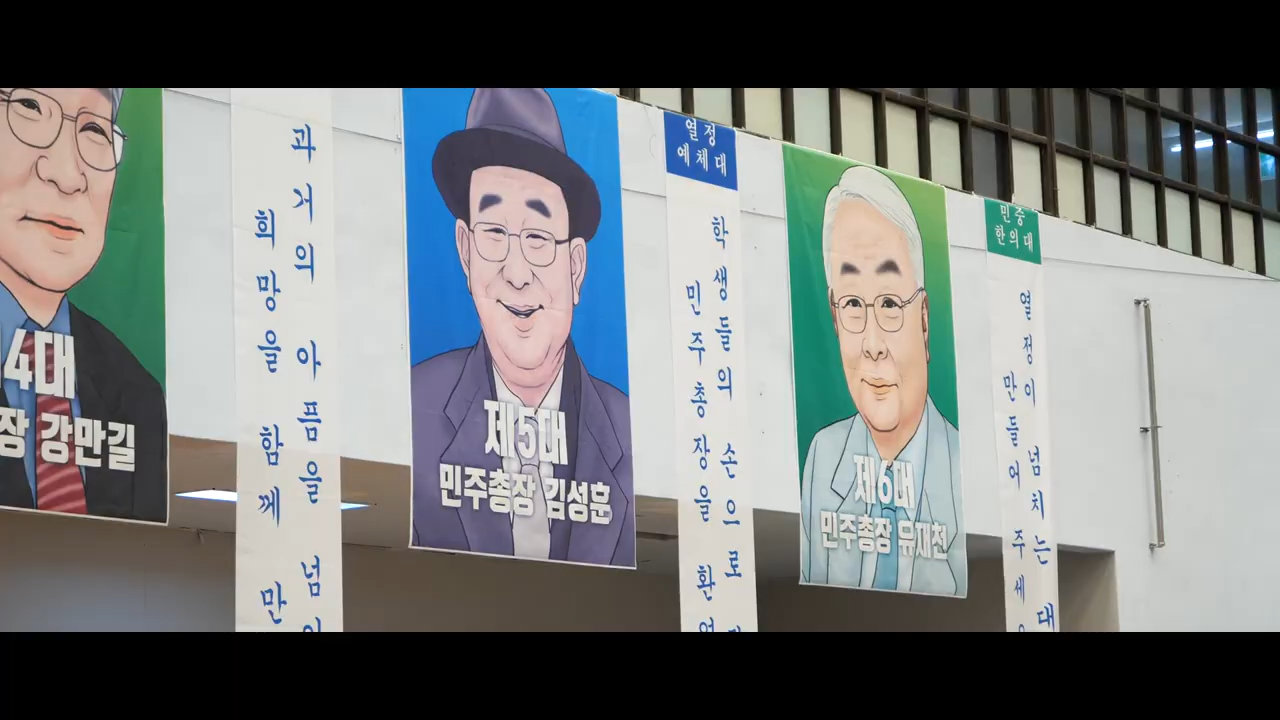 4대
장 강만길
과거의 아픔을 넘
희망을 함께 만
제5대
민주총장 김성훈
열정
예체대
학생들의 손으로
민주총장을 환영
제6대
민주총장 유재천
민중
한의대
열정이 넘치는 대
만들어 주세요